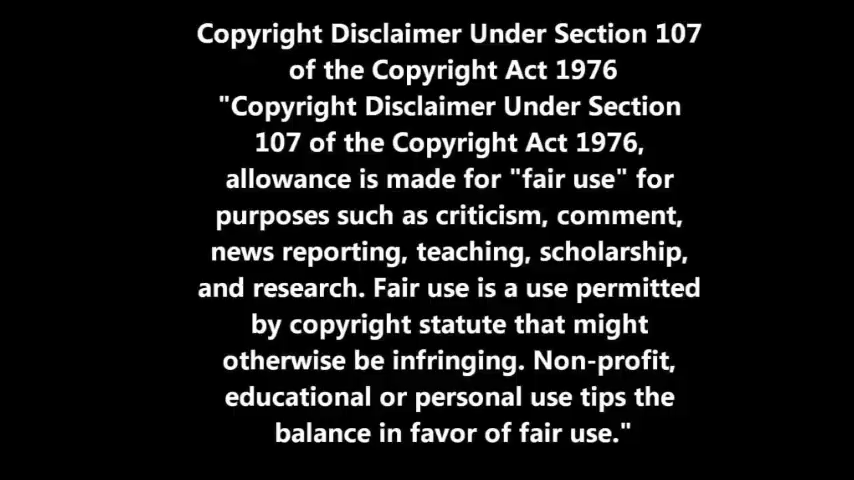 Copyright Disclaimer Under Section 107
of the Copyright Act 1976
"Copyright Disclaimer Under Section
107 of the Copyright Act 1976,
allowance is made for "fair use" for
purposes such as criticism, comment,
news reporting, teaching, scholarship,
and research. Fair use is a use permitted
by copyright statute that might
otherwise be infringing. Non-profit,
educational or personal use tips the
balance in favor of fair use."